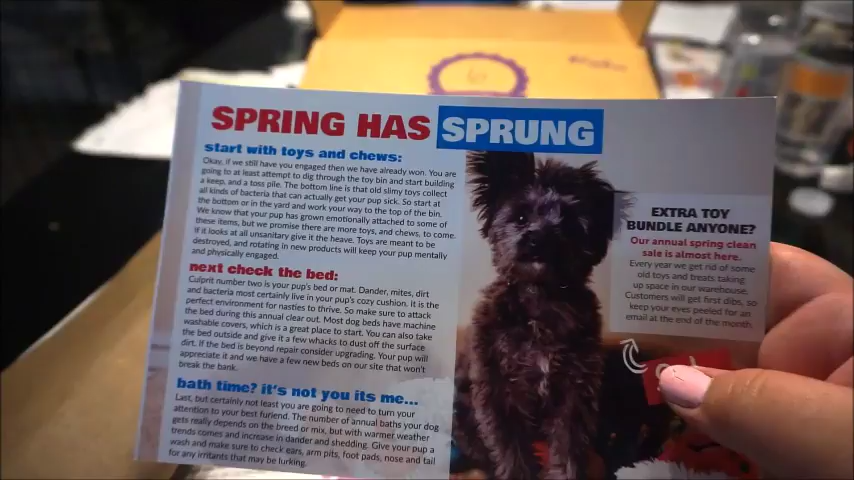 SPRING HAS SPRUNG
start with toys and chews:
Okay, if we still have you engaged then we have already won. You are
going to at least attempt to dig through the toy bin and start building
a keep, and a toss pile. The bottom line is that old slimy toys collect
all kinds of bacteria that can actually get your pup sick. So start at
the bottom or in the yard and work your way to the top of the bin.
We know that your pup has grown emotionally attached to some of
these items, but we promise there are more toys, and chews, to come.
If it looks at all unsanitary give it the heave. Toys are meant to be
destroyed, and rotating in new products will keep your pup mentally
and physically engaged.
next check the bed:
Culprit number two is your pup's bed or mat. Dander, mites, dirt
and bacteria most certainly live in your pup's cozy cushion. It is the
perfect environment for nasties to thrive. So make sure to attack
the bed during this annual clear out. Most dog beds have machine
washable covers, which is a great place to start. You can also take
the bed outside and give it a few whacks to dust off the surface
dirt. If the bed is beyond repair consider upgrading. Your pup will
appreciate it and we have a few new beds on our site that won't
break the bank.
bath time? it's not you its me...
Last, but certainly not least you are going to need to turn your
attention to your best furiend. The number of annual baths your dog
gets really depends on the breed or mix, but with warmer weather
trends comes and increase in dander and shedding. Give your pup a
wash and make sure to check ears, arm pits, foot pads, nose and tail
for any irritants that may be lurking.
EXTRA TOY
BUNDLE ANYONE?
Our annual spring clean
sale is almost here.
Every year we get rid of some
old toys and treats taking
up space in our warehouse.
Customers will get first dibs, so
keep your eyes peeled for an
email at the end of the month.